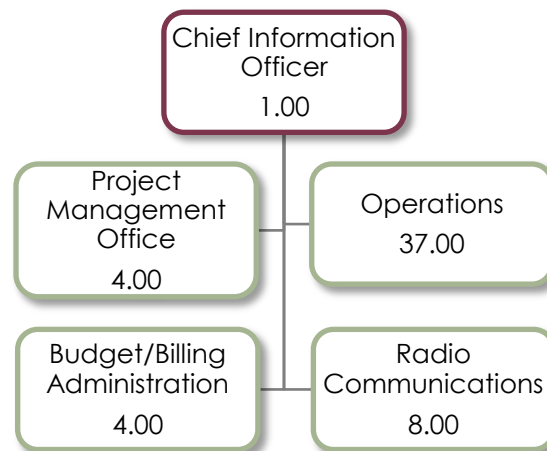 Chief Information
Officer
1.00
Project
Management
Office
4.00
Operations
37.00
Budget/Billing
Administration
4.00
Radio
Communications
8.00